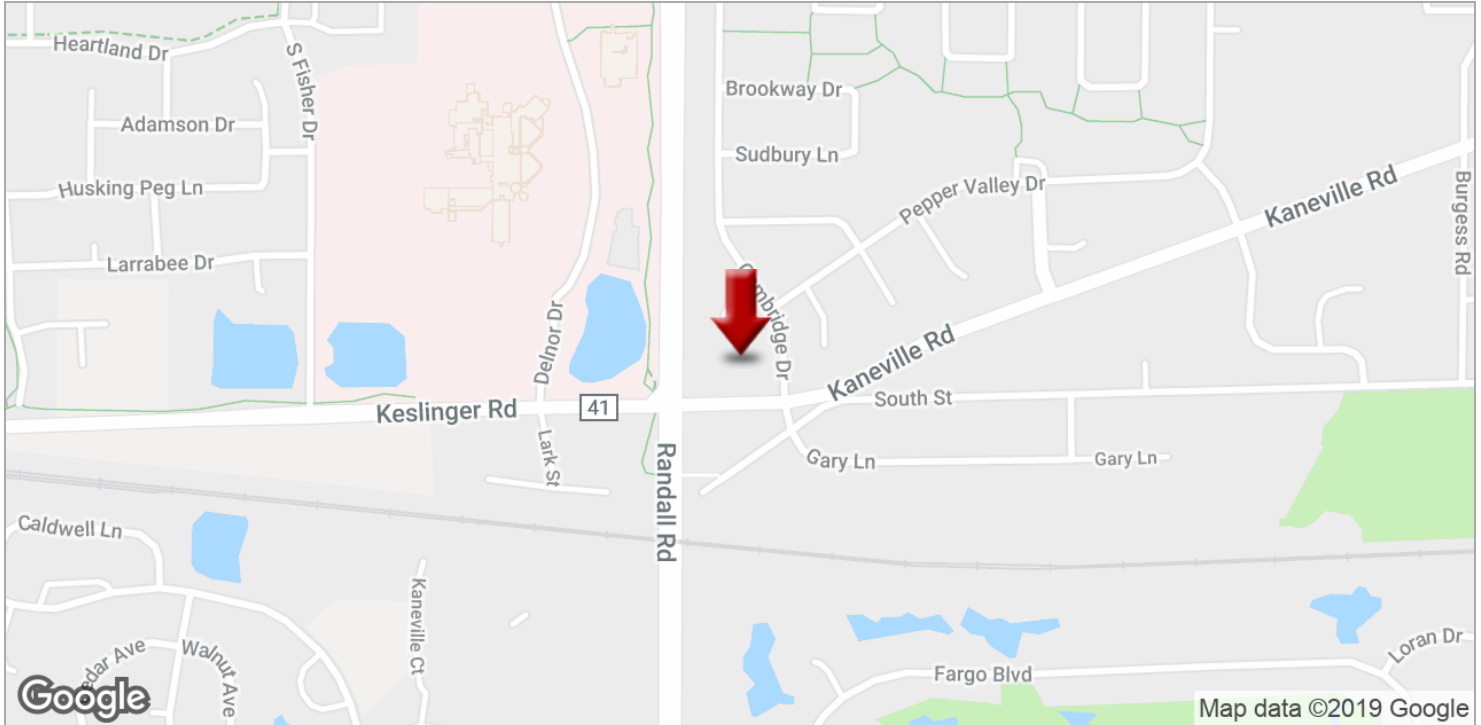 Heartland Dr
S Fisher Dr
Adamson Dr
Husking Peg Ln
Larrabee Dr
Brookway Dr
Sudbury Ln
Pepper Valley Dr
Kaneville Rd
Burgess Rd
Delnor Dr
Dr
Kaneville Rd
Keslinger Rd
41
South St
Lark St
Randall Rd
Gary Ln
Gary Ln
Caldwell Ln
Kaneville Ct
Walnut Ave
Ave
Fargo Blvd
Loran Dr
Google
Map data ©2019 Google